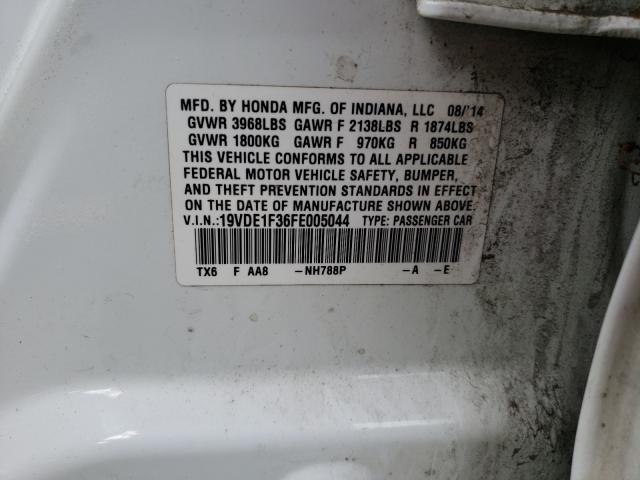 MFD. BY HONDA MFG. OF INDIANA, LLC 08/'14
GVWR 3968LBS GAWR F 2138LBS R 1874LBS
GVWR 1800KG GAWR F 970KG R 850KG
THIS VEHICLE CONFORMS TO ALL APPLICABLE
FEDERAL MOTOR VEHICLE SAFETY, BUMPER,
AND THEFT PREVENTION STANDARDS IN EFFECT
ON THE DATE OF MANUFACTURE SHOWN ABOVE.
V.I.N.:19VDE1F36FE005044 TYPE: PASSENGER CAR
TX6 F AA8 -NH788P -A -E